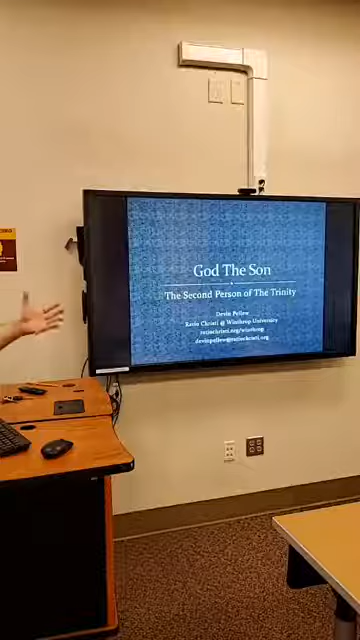 God The Son
The Second Person of The Trinity
Devin Pellew
Ratio Christi @ Winthrop University
ratiochristi.org/winthrop
devinpellew@ratiochristi.org